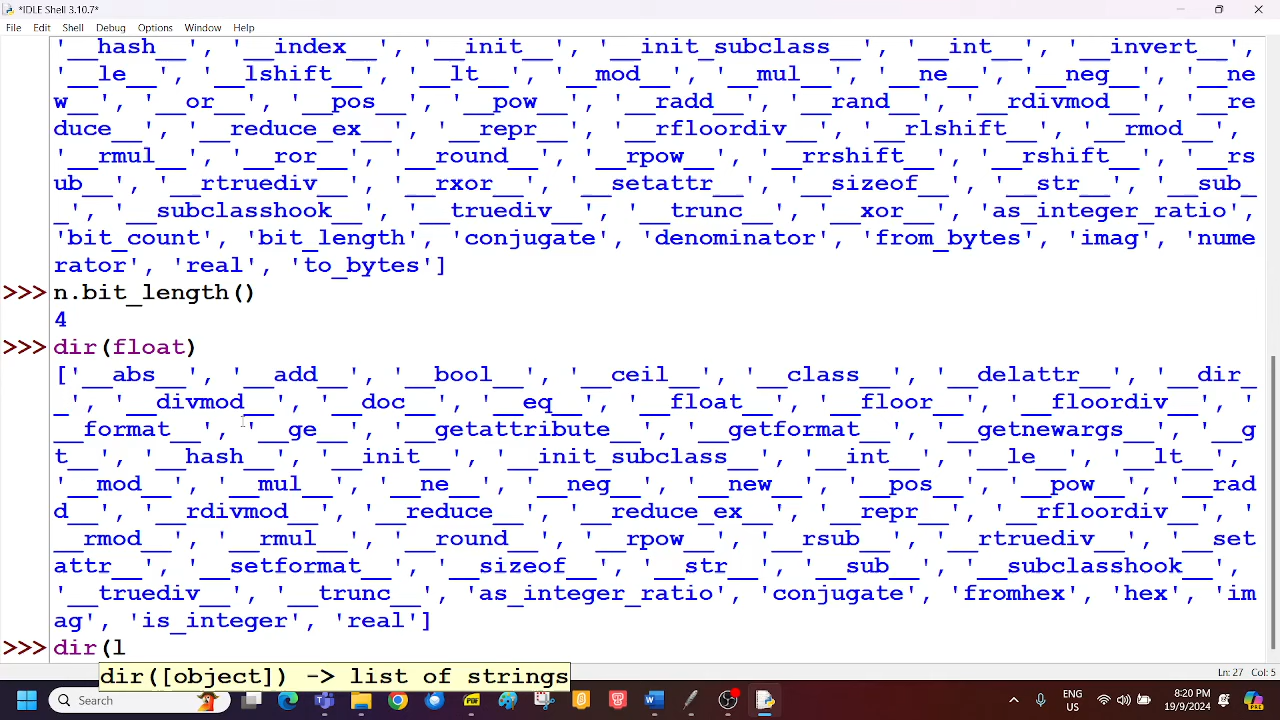 *IDLE Shell 3.10.7*
File Edit Shell Debug Options Window Help
'__hash__', '__index__', '__init__', '__init_subclass__', '__int__', '__invert__',
'__le__', '__lshift__', '__lt__', '__mod__', '__mul__', '__ne__', '__neg__', '__ne
w__', '__or__', '__pos__', '__pow__', '__radd__', '__rand__', '__rdivmod__', '__re
duce__', '__reduce_ex__', '__repr__', '__rfloordiv__', '__rlshift__', '__rmod__',
'__rmul__', '__ror__', '__round__', '__rpow__', '__rrshift__', '__rshift__', '__rs
ub__', '__rtruediv__', '__rxor__', '__setattr__', '__sizeof__', '__str__', '__sub_
_', '__subclasshook__', '__truediv__', '__trunc__', '__xor__', 'as_integer_ratio',
'bit_count', 'bit_length', 'conjugate', 'denominator', 'from_bytes', 'imag', 'nume
rator', 'real', 'to_bytes']
>>> n.bit_length()
4
>>> dir(float)
['__abs__', '__add__', '__bool__', '__ceil__', '__class__', '__delattr__', '__dir_
_', '__divmod__', '__doc__', '__eq__', '__float__', '__floor__', '__floordiv__', '
__format__', '__ge__', '__getattribute__', '__getformat__', '__getnewargs__', '__g
t__', '__hash__', '__init__', '__init_subclass__', '__int__', '__le__', '__lt__',
'__mod__', '__mul__', '__ne__', '__neg__', '__new__', '__pos__', '__pow__', '__rad
d__', '__rdivmod__', '__reduce__', '__reduce_ex__', '__repr__', '__rfloordiv__', '
__rmod__', '__rmul__', '__round__', '__rpow__', '__rsub__', '__rtruediv__', '__set
attr__', '__setformat__', '__sizeof__', '__str__', '__sub__', '__subclasshook__',
'__truediv__', '__trunc__', 'as_integer_ratio', 'conjugate', 'fromhex', 'hex', 'im
ag', 'is_integer', 'real']
>>> dir(l
dir([object]) -> list of strings
Ln: 27 Col: 5
Search
ENG
US
8:20 PM
19/9/2024